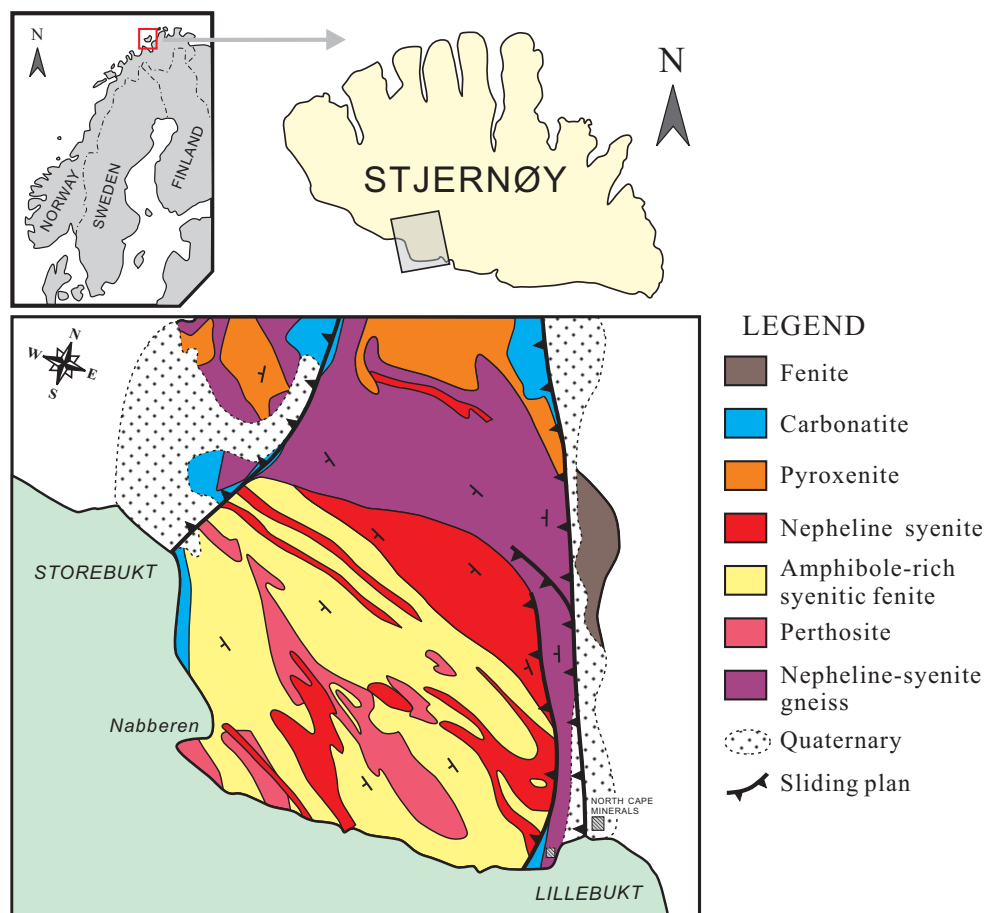 N
NORWAY
SWEDEN
FINLAND
N
STJERNØY
N
W
E
S
STOREBUKT
Nabberen
NORTH CAPE
MINERALS
LILLEBUKT
LEGEND
Fenite
Carbonatite
Pyroxenite
Nepheline syenite
Amphibole-rich
syenitic fenite
Perthosite
Nepheline-syenite
gneiss
Quaternary
Sliding plan